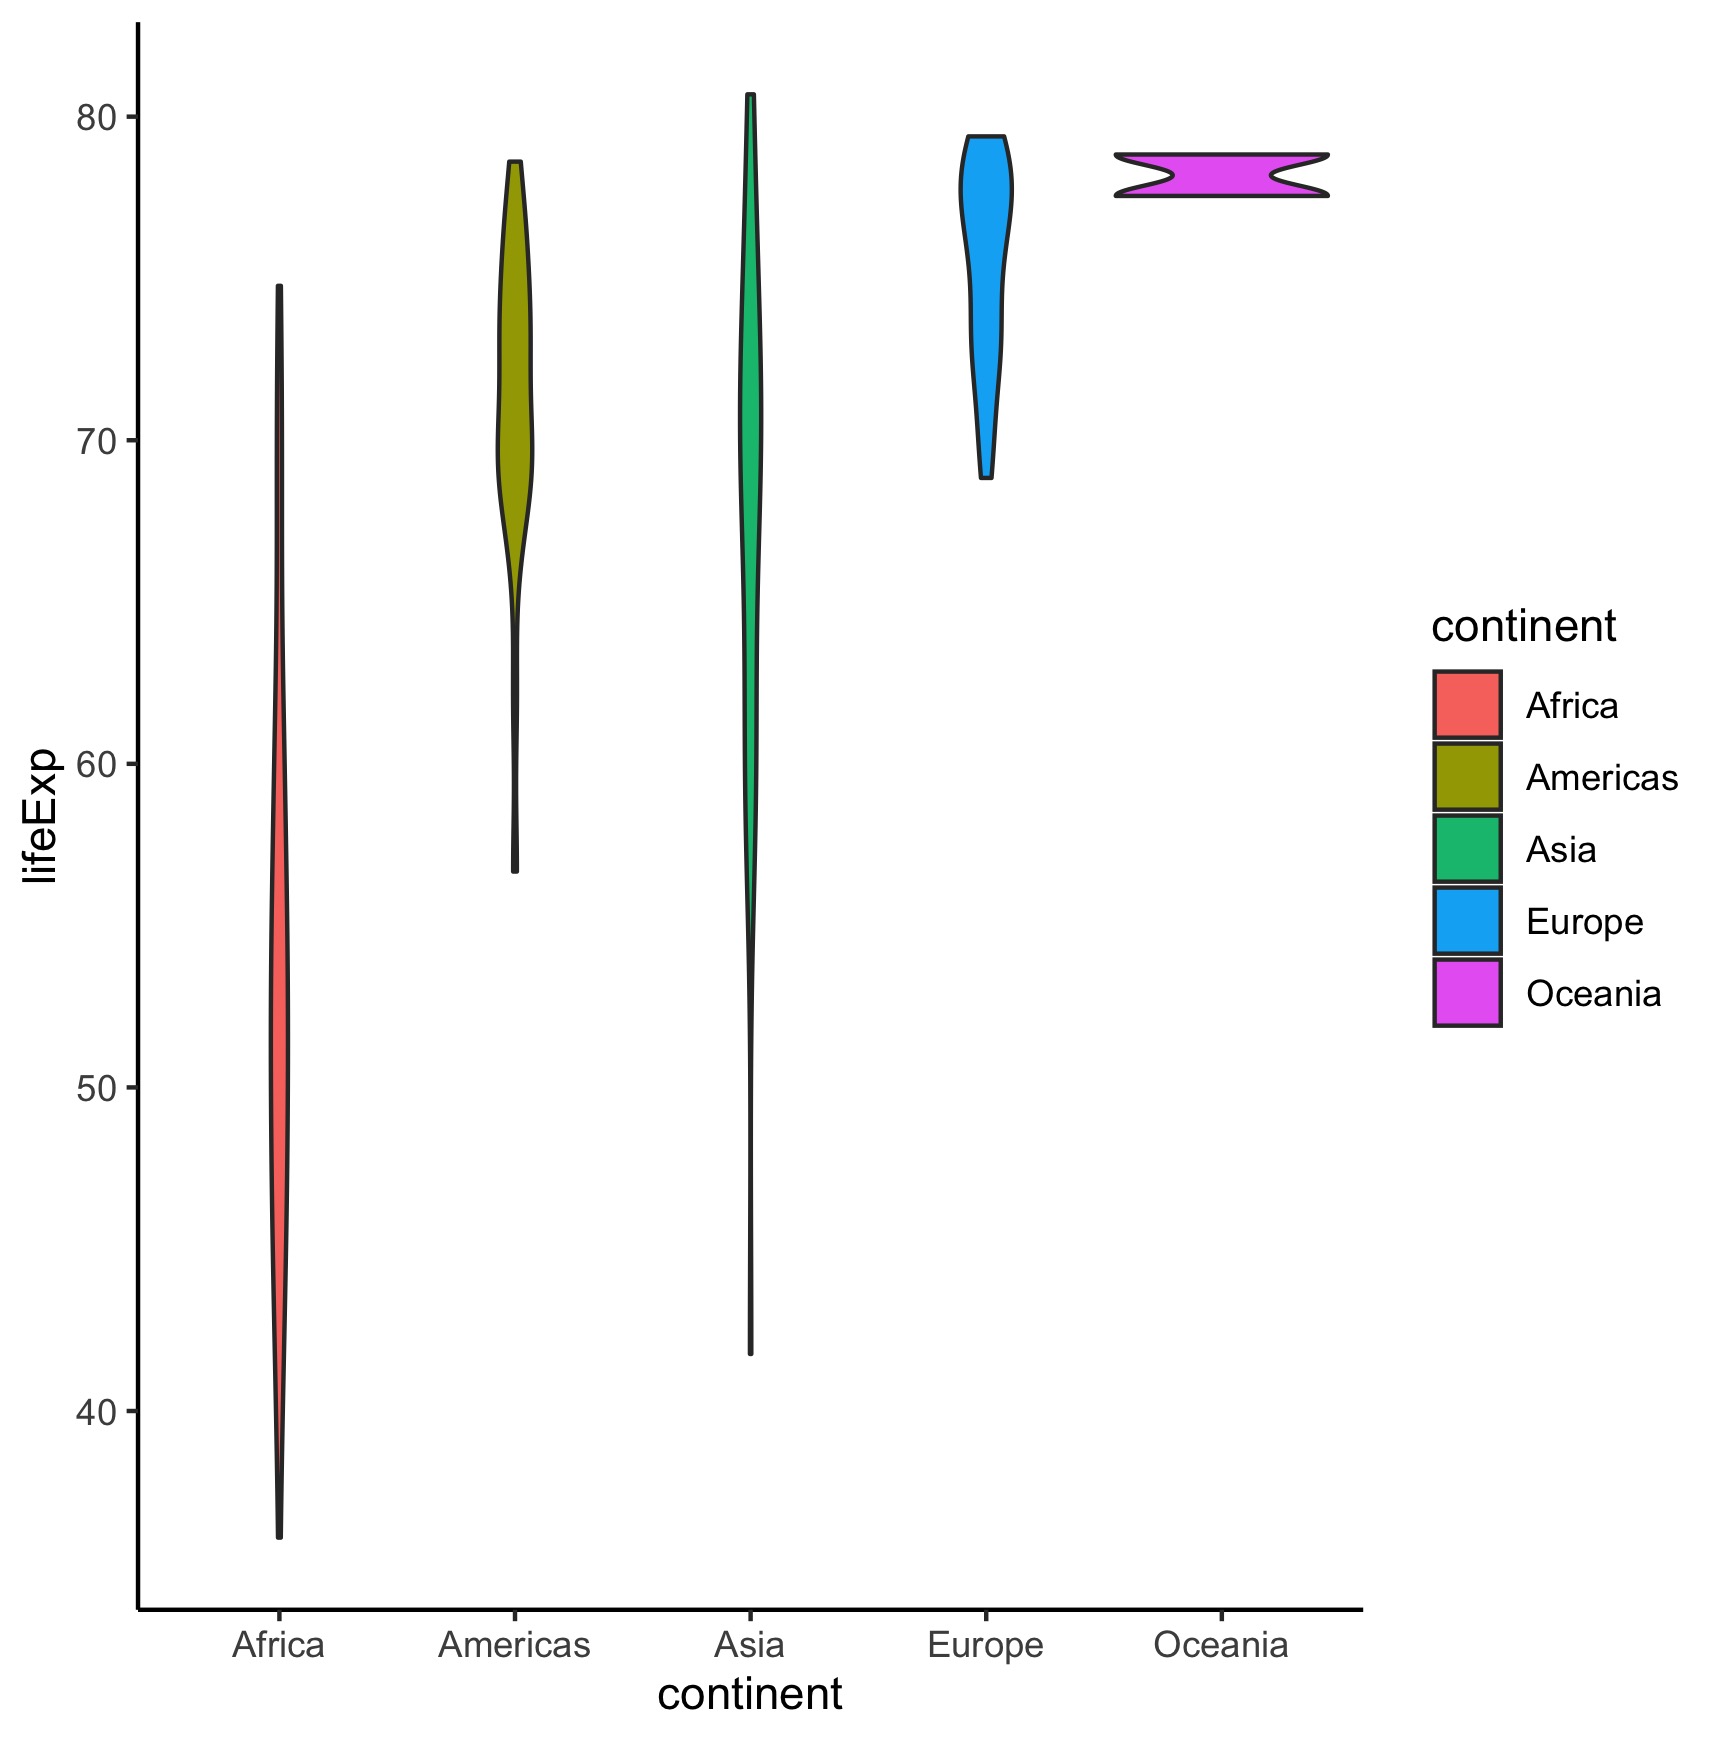 80
70
60
50
40
lifeExp
Africa Americas Asia Europe Oceania
continent
continent
Africa
Americas
Asia
Europe
Oceania